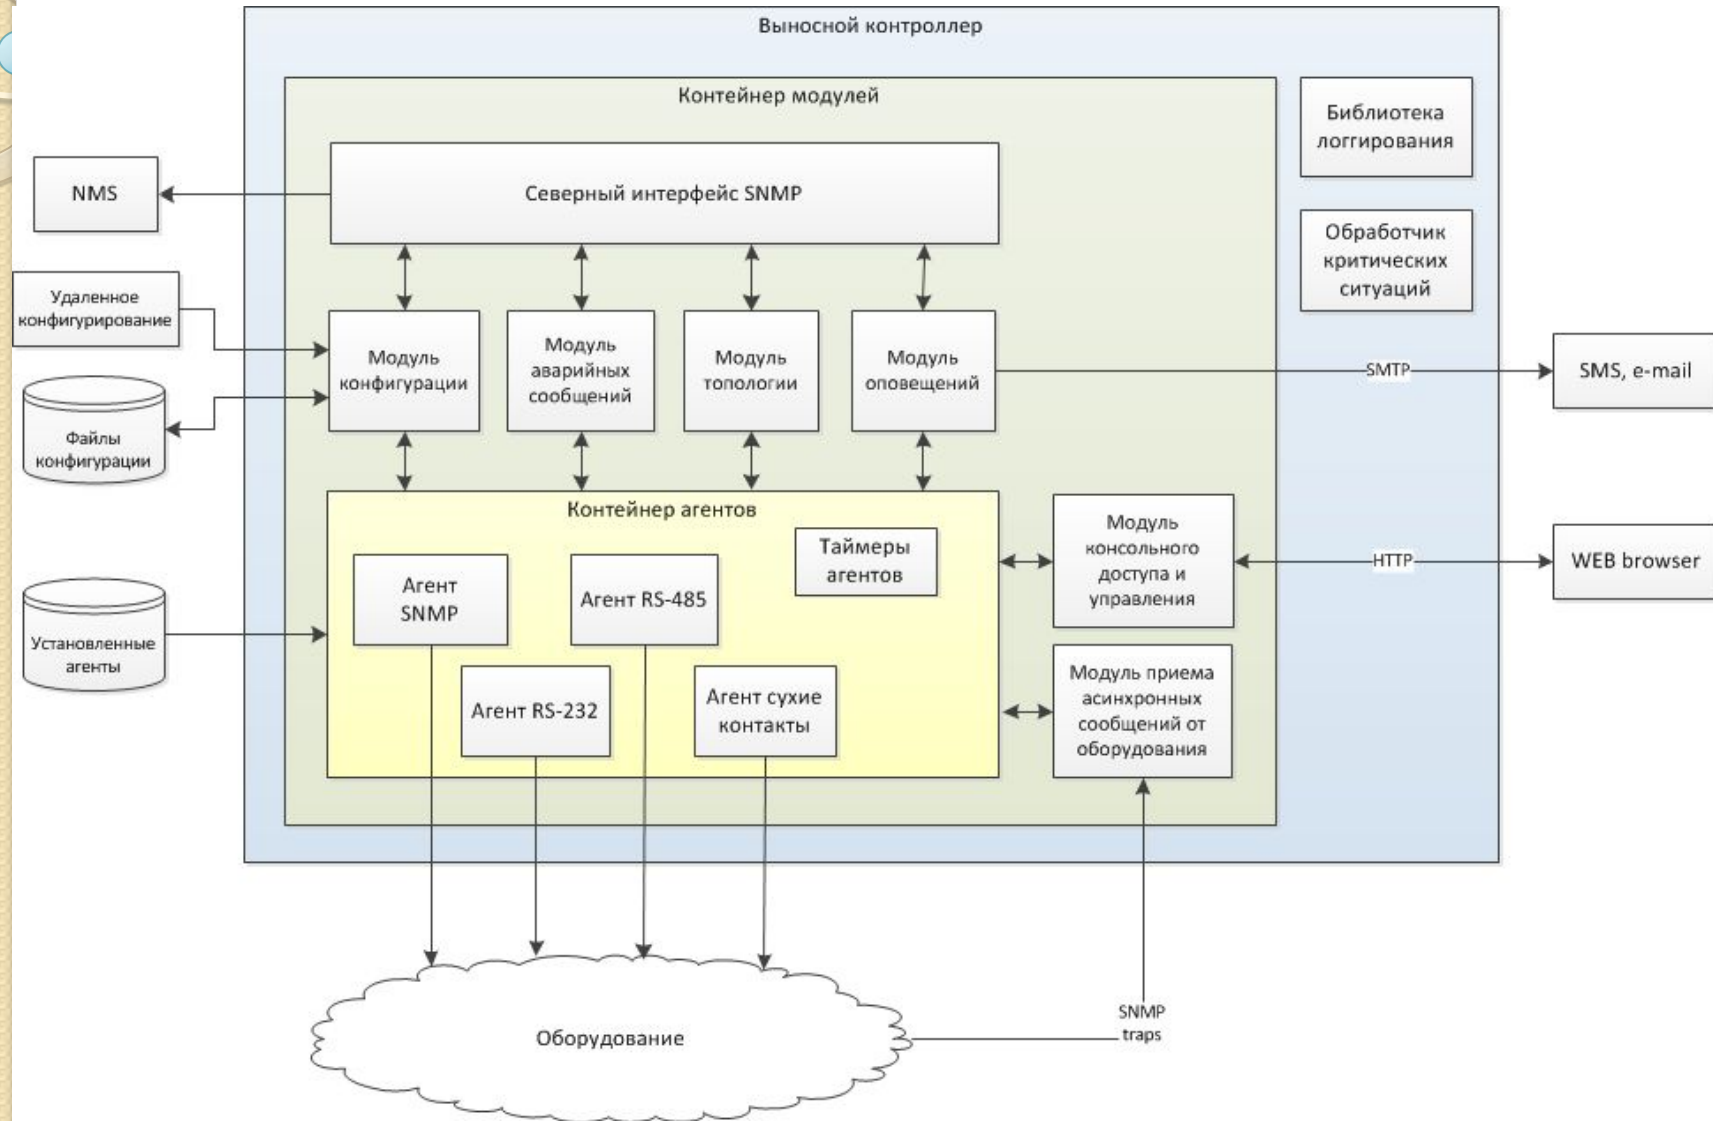 Выносной контроллер
Контейнер модулей
Библиотека
логгирования
NMS
Северный интерфейс SNMP
Обработчик
критических
ситуаций
Удаленное
конфигурирование
Модуль
конфигурации
Модуль
аварийных
сообщений
Модуль
топологии
Модуль
оповещений
SMTP
SMS, e-mail
Файлы
конфигурации
Контейнер агентов
Таймеры
агентов
Модуль
консольного
доступа и
управления
HTTP
WEB browser
Агент
SNMP
Агент RS-485
Установленные
агенты
Агент RS-232
Агент сухие
контакты
Модуль приема
асинхронных
сообщений от
оборудования
SNMP
traps
Оборудование